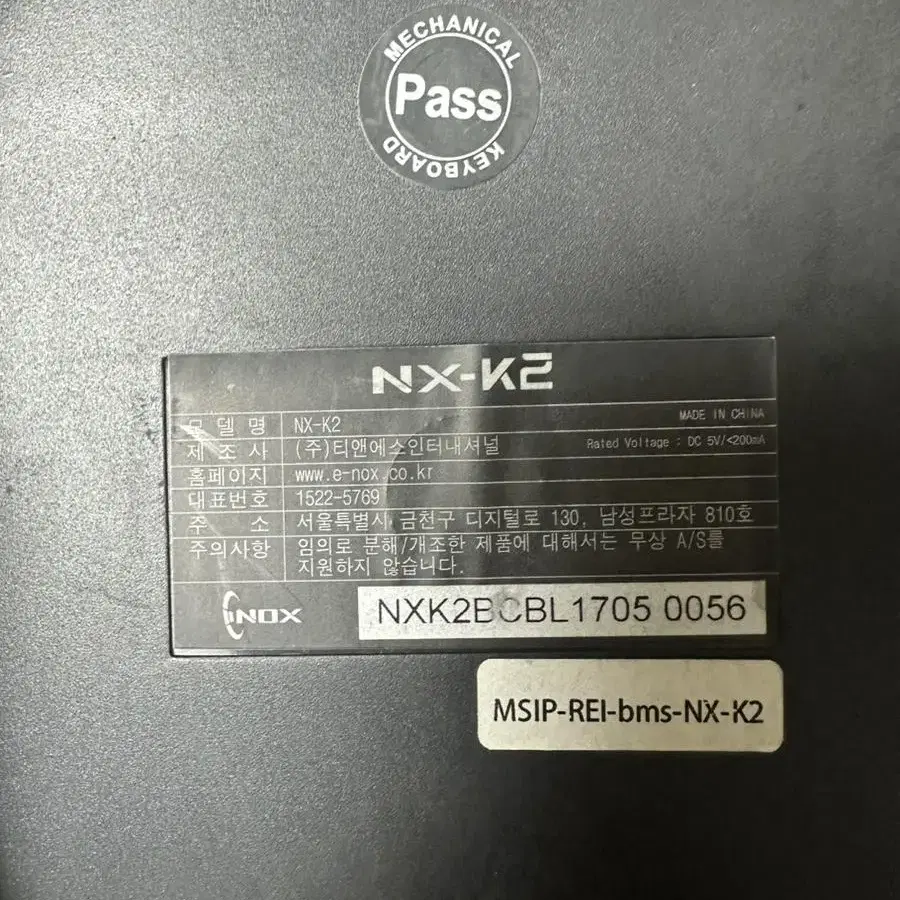 MECHANICAL
Pass
KEYBOARD
NX-K2
모 델 명 NX-K2 MADE IN CHINA
제 조 사 (주)티앤에스인터내셔널 Rated Voltage : DC 5V/<200mA
홈페이지 www.e-nox.co.kr
대표번호 1522-5769
주 소 서울특별시 금천구 디지털로 130, 남성프라자 810호
주의사항 임의로 분해/개조한 제품에 대해서는 무상 A/S를
지원하지 않습니다.
ENOX NXK2BCBL1705 0056
MSIP-REI-bms-NX-K2